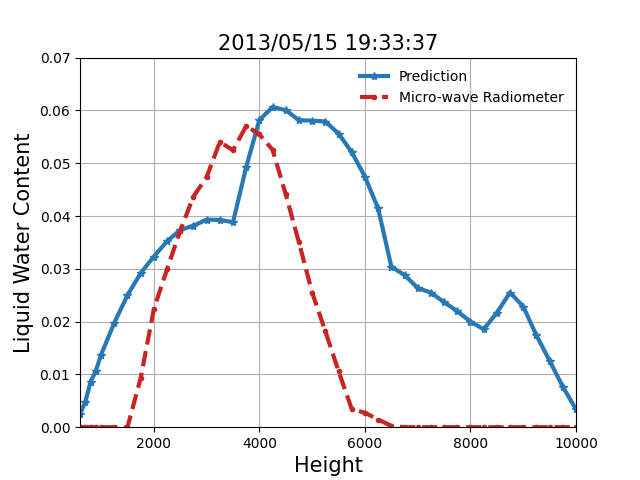 2013/05/15 19:33:37
Prediction
Micro-wave Radiometer
Liquid Water Content
0.07
0.06
0.05
0.04
0.03
0.02
0.01
0.00
2000 4000 6000 8000 10000
Height